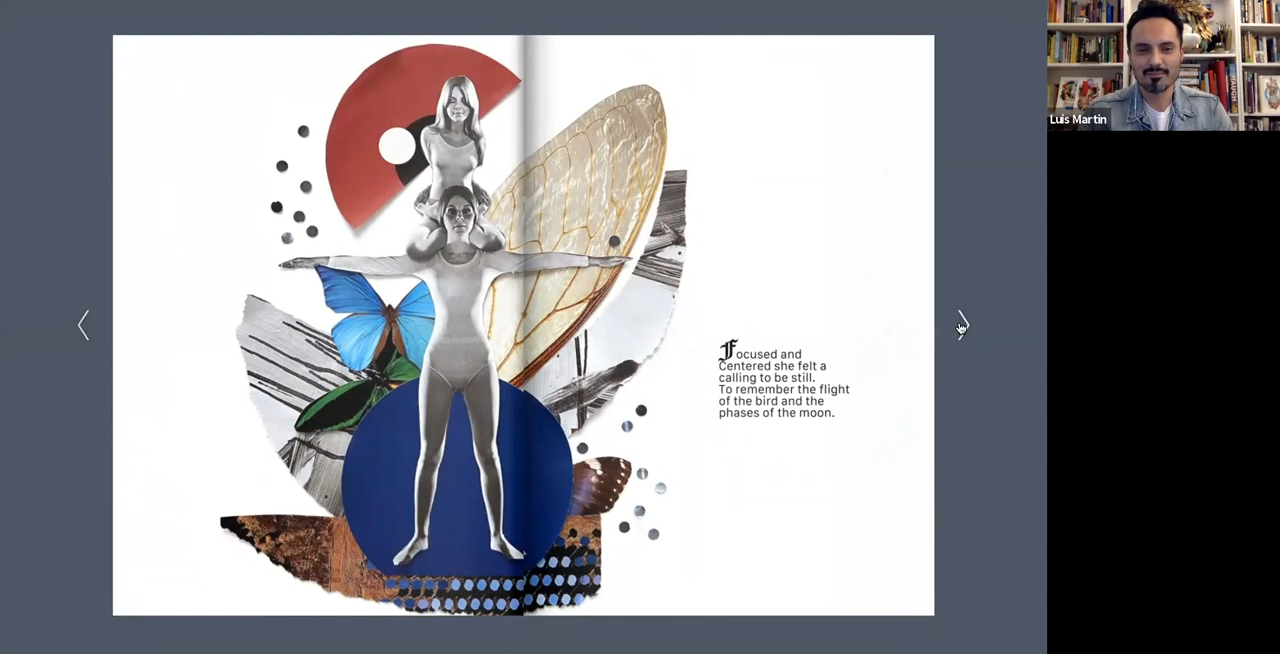 Luis Martin
Focused and
Centered she felt a
calling to be still.
To remember the flight
of the bird and the
phases of the moon.